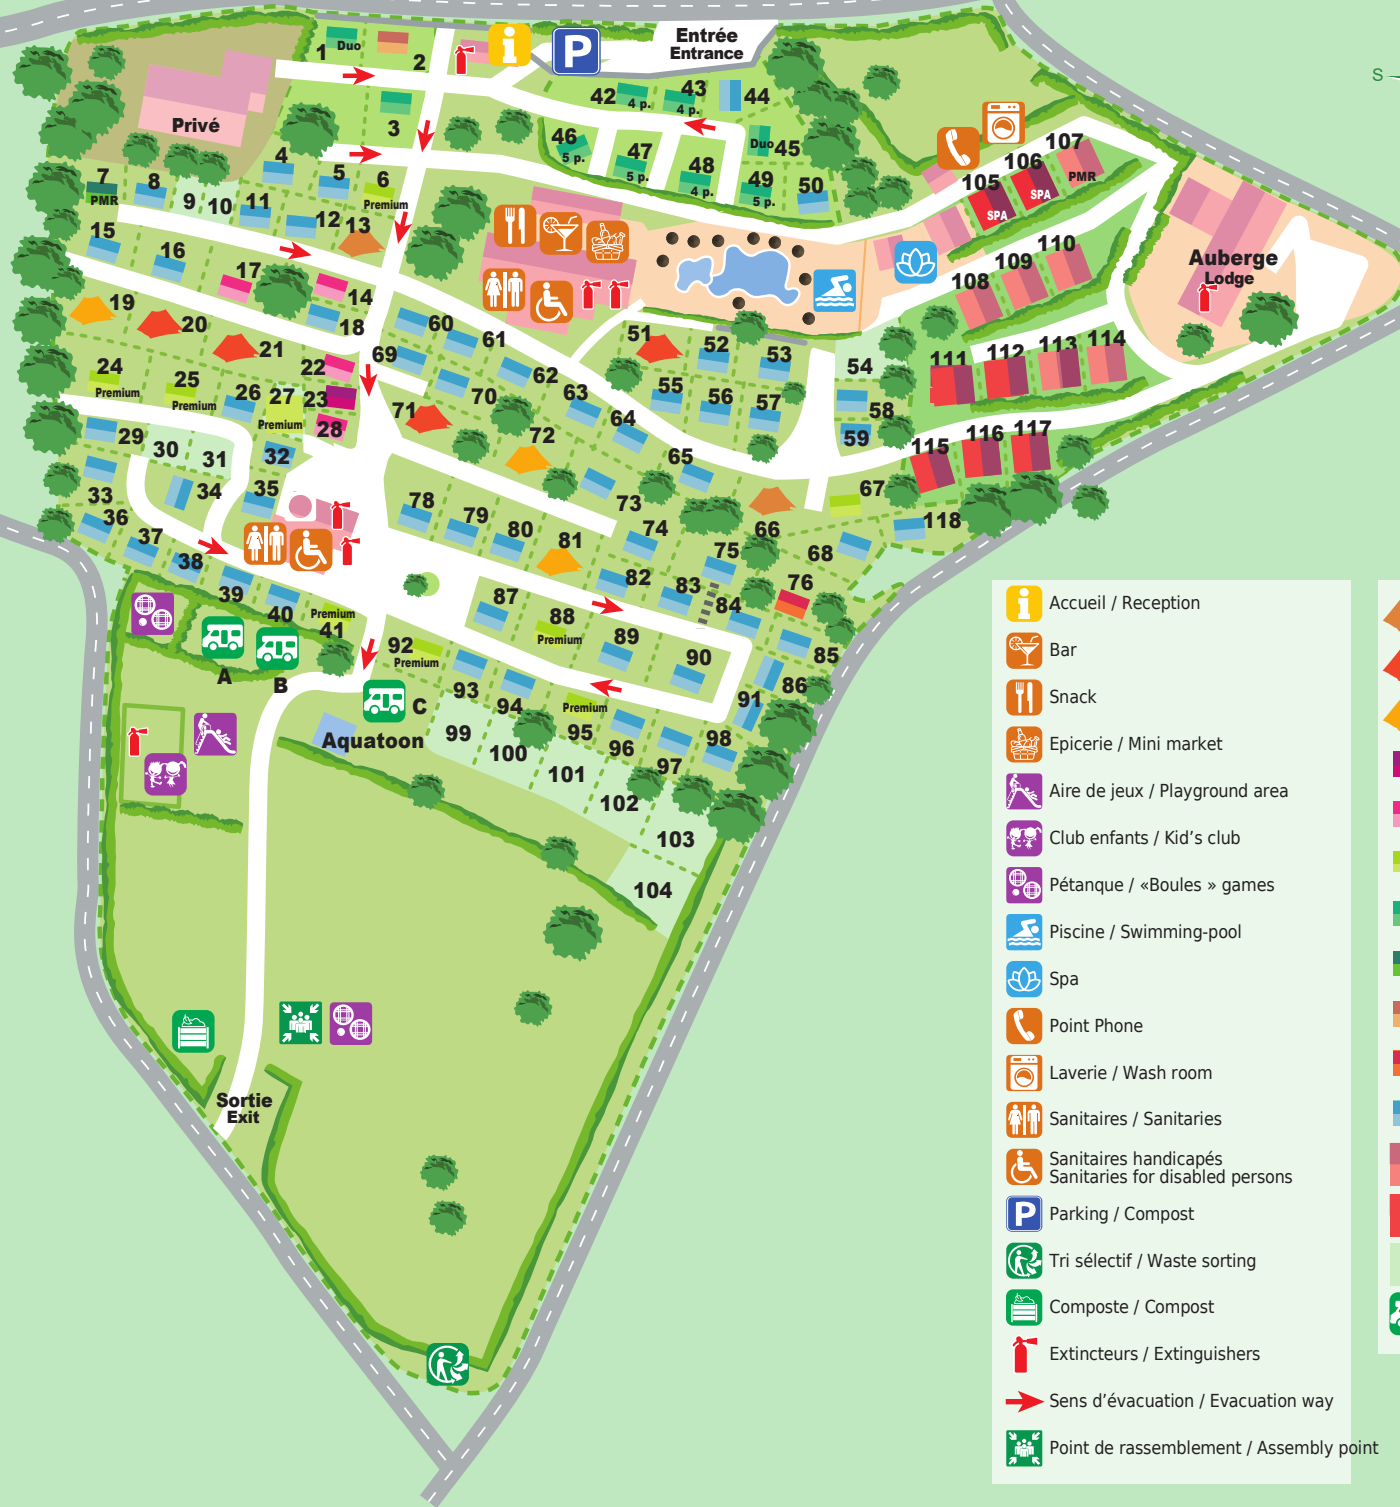 Entrée
Entrance
S
P
i
1
Duo
2
3
42
4 p.
43
4 p.
44
Privé
46
5 p.
47
5 p.
48
4 p.
Duo
45
49
5 p.
50
107
106
105
PMR
SPA
SPA
4
5
6
Premium
7
PMR
8
9
10
11
12
13
15
16
17
14
18
19
20
21
22
23
24
Premium
25
Premium
26
27
Premium
28
29
30
31
32
33
34
35
36
37
38
39
40
Premium
41
51
52
53
54
55
56
57
58
59
60
61
62
63
64
65
66
67
68
69
70
71
72
73
74
75
76
78
79
80
81
82
83
84
85
86
87
88
Premium
89
90
91
92
Premium
93
94
Premium
95
96
97
98
99
100
101
102
103
104
108
109
110
111
112
113
114
115
116
117
118
Auberge
Lodge
A
B
C
Aquatoon
Sortie
Exit
i
Accueil / Reception
Bar
Snack
Epicerie / Mini market
Aire de jeux / Playground area
Club enfants / Kid's club
Pétanque / «Boules » games
Piscine / Swimming-pool
Spa
Point Phone
Laverie / Wash room
Sanitaires / Sanitaries
Sanitaires handicapés
Sanitaries for disabled persons
P
Parking / Compost
Tri sélectif / Waste sorting
Composte / Compost
Extincteurs / Extinguishers
Sens d'évacuation / Evacuation way
Point de rassemblement / Assembly point